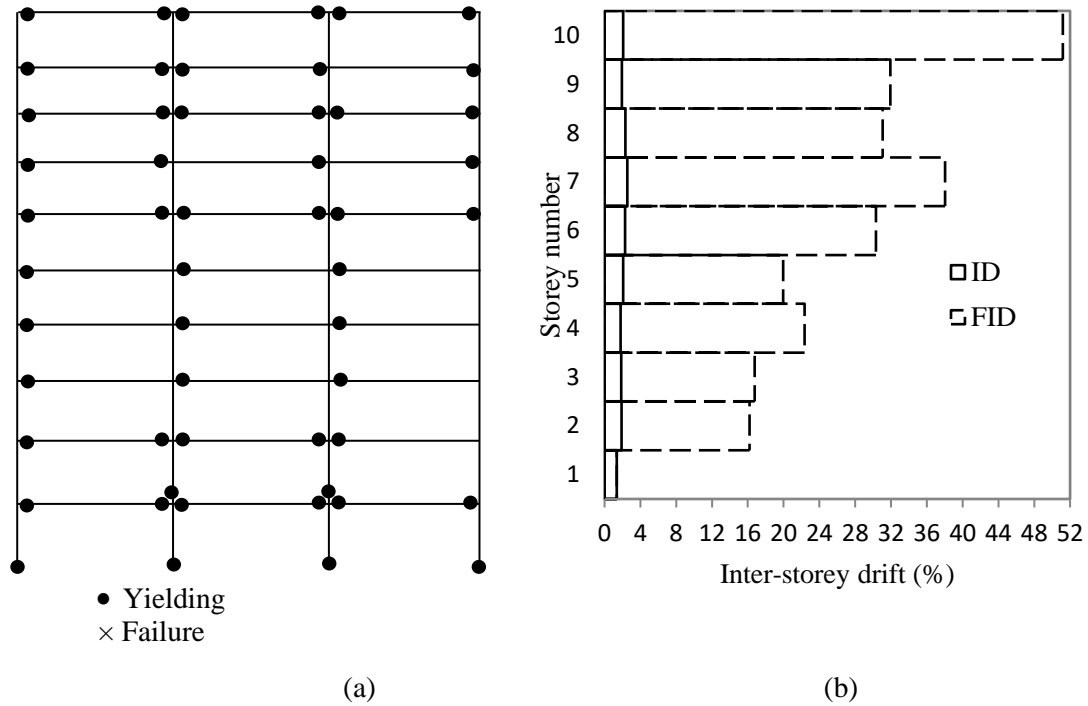 ● Yielding
× Failure
(a)
10
9
8
7
6
5
4
3
2
1
Storey number
ID
FID
0 4 8 12 16 20 24 28 32 36 40 44 48 52
Inter-storey drift (%)
(b)